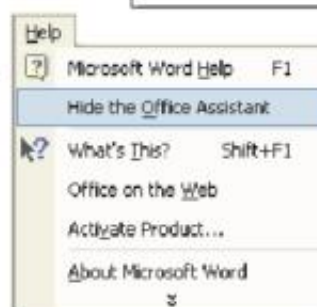 Help
Microsoft Word Help F1
Hide the Office Assistant
What's This? Shift+F1
Office on the Web
Activate Product...
About Microsoft Word